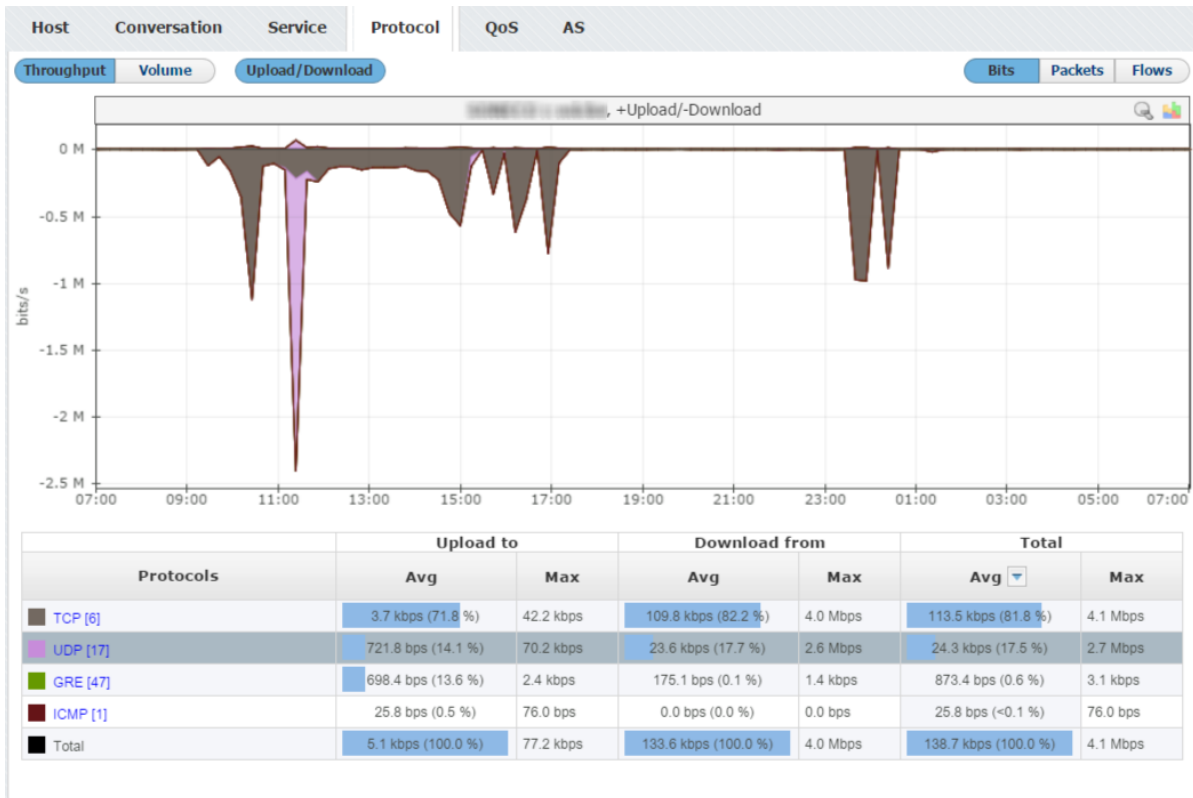 Host Conversation Service Protocol QoS AS
Throughput Volume Upload/Download Bits Packets Flows
, +Upload/-Download
0 M
-0.5 M
-1 M
-1.5 M
-2 M
-2.5 M
bits/s
07:00 09:00 11:00 13:00 15:00 17:00 19:00 21:00 23:00 01:00 03:00 05:00 07:00
Upload to Download from Total
Protocols Avg Max Avg Max Avg Max
TCP [6] 3.7 kbps (71.8 %) 42.2 kbps 109.8 kbps (82.2 %) 4.0 Mbps 113.5 kbps (81.8 %) 4.1 Mbps
UDP [17] 721.8 bps (14.1 %) 70.2 kbps 23.6 kbps (17.7 %) 2.6 Mbps 24.3 kbps (17.5 %) 2.7 Mbps
GRE [47] 698.4 bps (13.6 %) 2.4 kbps 175.1 bps (0.1 %) 1.4 kbps 873.4 bps (0.6 %) 3.1 kbps
ICMP [1] 25.8 bps (0.5 %) 76.0 bps 0.0 bps (0.0 %) 0.0 bps 25.8 bps (<0.1 %) 76.0 bps
Total 5.1 kbps (100.0 %) 77.2 kbps 133.6 kbps (100.0 %) 4.0 Mbps 138.7 kbps (100.0 %) 4.1 Mbps